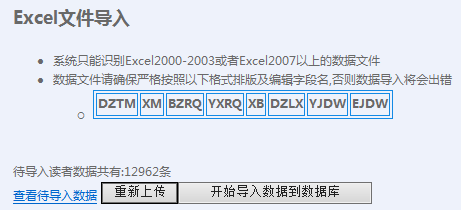 Excel文件导入
系统只能识别Excel2000-2003或者Excel2007以上的数据文件
数据文件请确保严格按照以下格式排版及编辑字段名,否则数据导入将会出错
DZTM XM BZRQ YXRQ XB DZLX YJDW EJDW
待导入读者数据共有:12962条
查看待导入数据 重新上传 开始导入数据到数据库